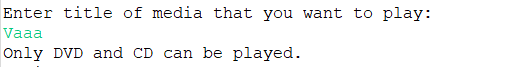 Enter title of media that you want to play:
Vaaa
Only DVD and CD can be played.